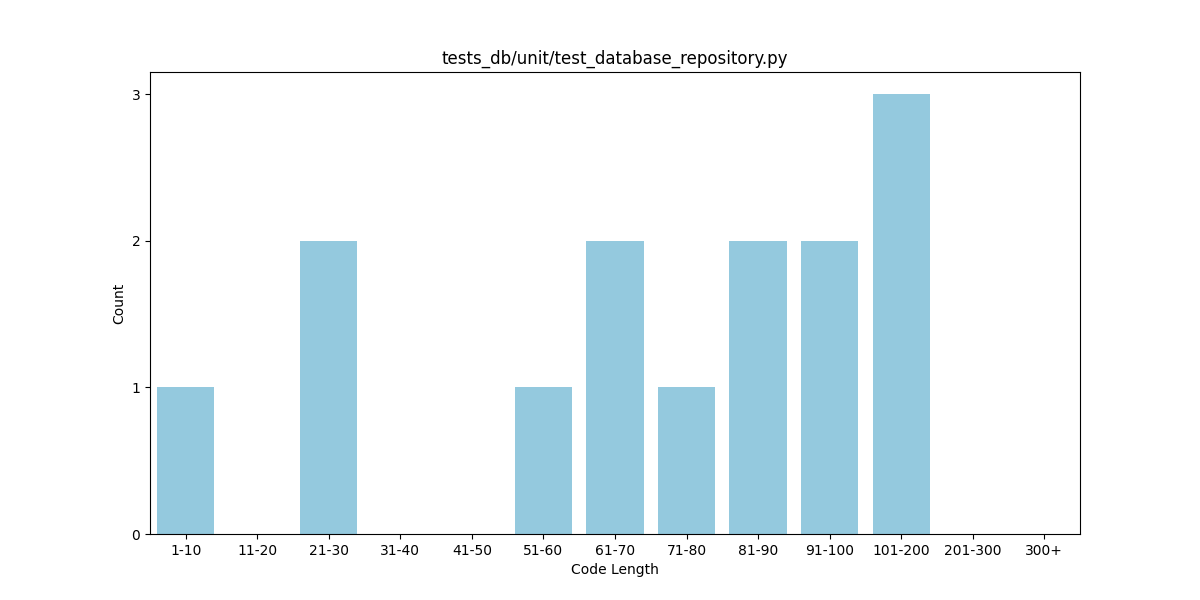 tests_db/unit/test_database_repository.py
Count
3
2
1
0
1-10 11-20 21-30 31-40 41-50 51-60 61-70 71-80 81-90 91-100 101-200 201-300 300+
Code Length